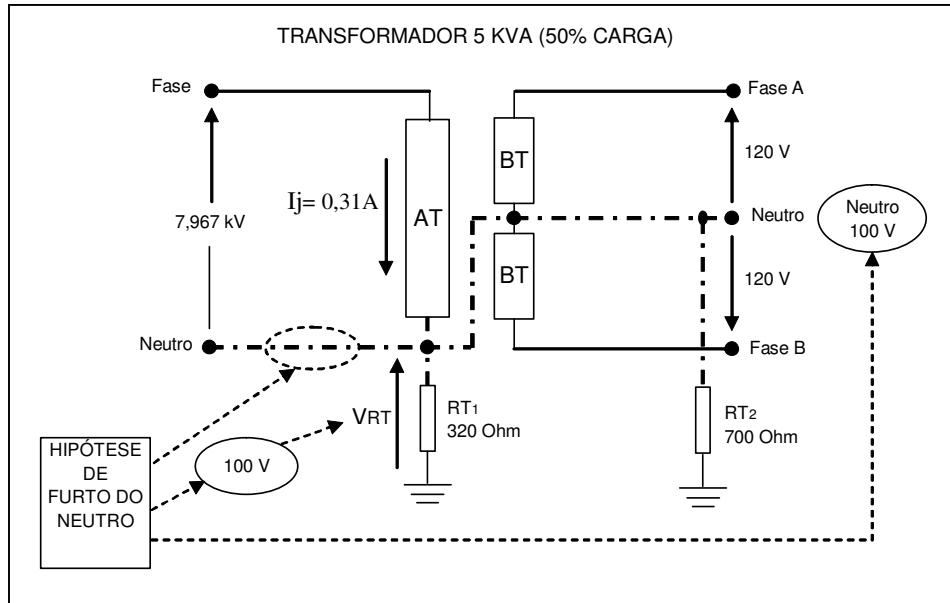 TRANSFORMADOR 5 KVA (50% CARGA)
Fase
Fase A
BT
120 V
Ij= 0,31A
AT
7,967 kV
Neutro
Neutro
100 V
BT
120 V
Neutro
Fase B
VRT
RT1
320 Ohm
RT2
700 Ohm
HIPÓTESE
DE
FURTO DO
NEUTRO
100 V